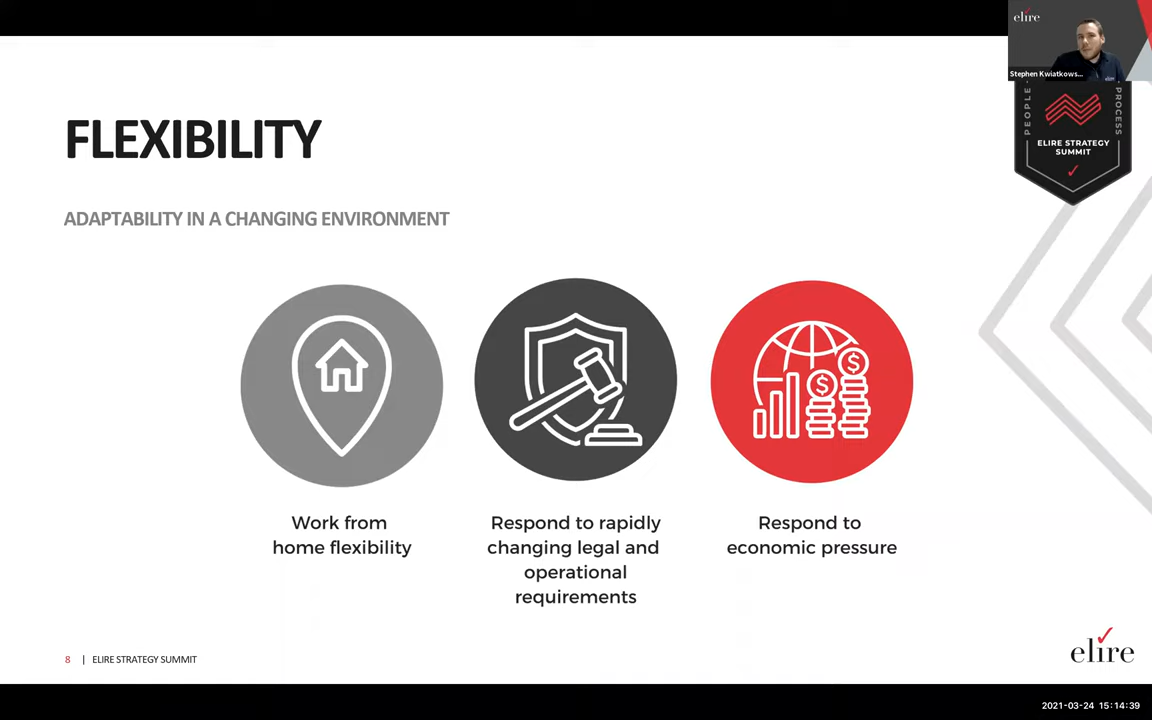 elire
Stephen Kwiatkows...
PEOPLE
PROCESS
ELIRE STRATEGY
SUMMIT
FLEXIBILITY
ADAPTABILITY IN A CHANGING ENVIRONMENT
$
$
Work from
home flexibility
Respond to rapidly
changing legal and
operational
requirements
Respond to
economic pressure
8 | ELIRE STRATEGY SUMMIT
elire
2021-03-24 15:14:39